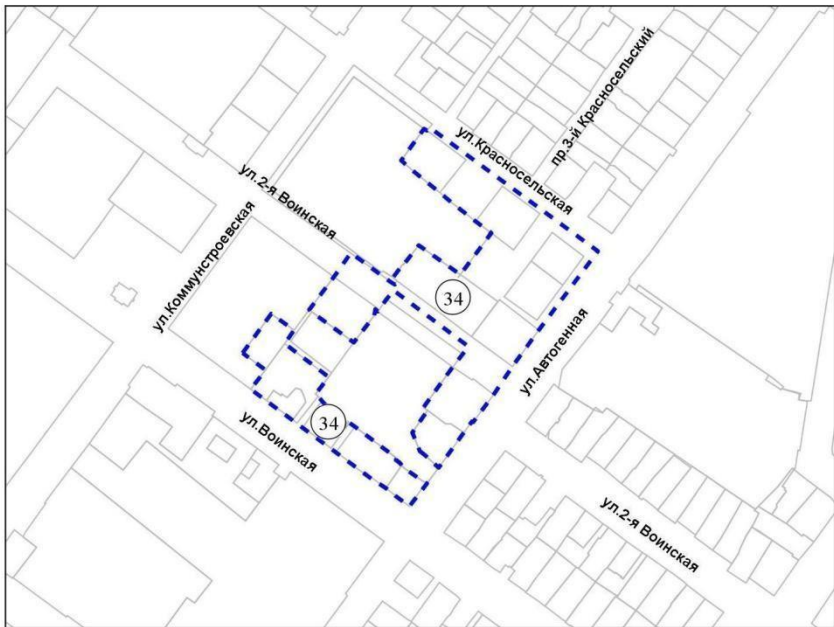 пр.3-й Красносельский
ул.Красносельская
ул.2-я Воинская
ул.Коммунстроевская
34
ул.Автогенная
34
ул.Воинская
ул.2-я Воинская